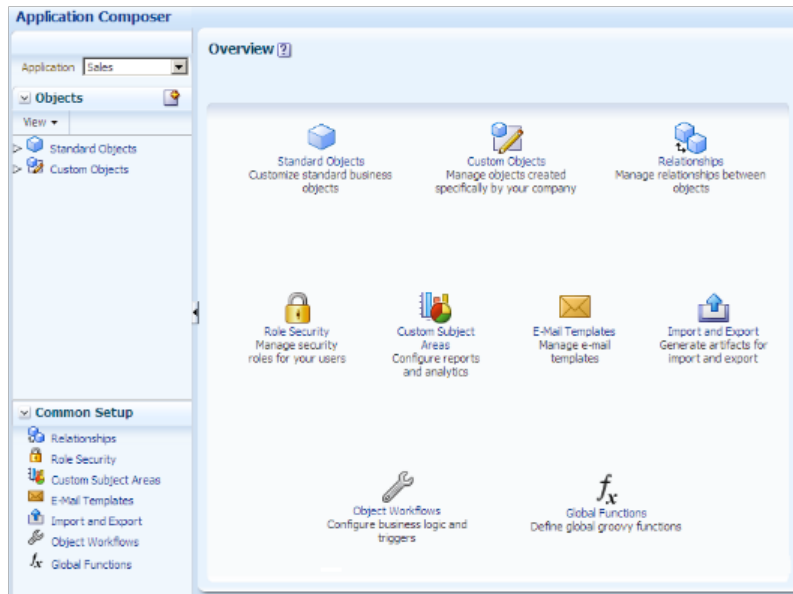 Application Composer
Application Sales
Objects
View
Standard Objects
Custom Objects
Common Setup
Relationships
Role Security
Custom Subject Areas
E-Mail Templates
Import and Export
Object Workflows
fx Global Functions
Overview ?
Standard Objects
Customize standard business
objects
Custom Objects
Manage objects created
specifically by your company
Relationships
Manage relationships between
objects
Role Security
Manage security
roles for your users
Custom Subject
Areas
Configure reports
and analytics
E-Mail Templates
Manage e-mail
templates
Import and Export
Generate artifacts for
import and export
Object Workflows
Configure business logic and
triggers
fx
Global Functions
Define global groovy functions